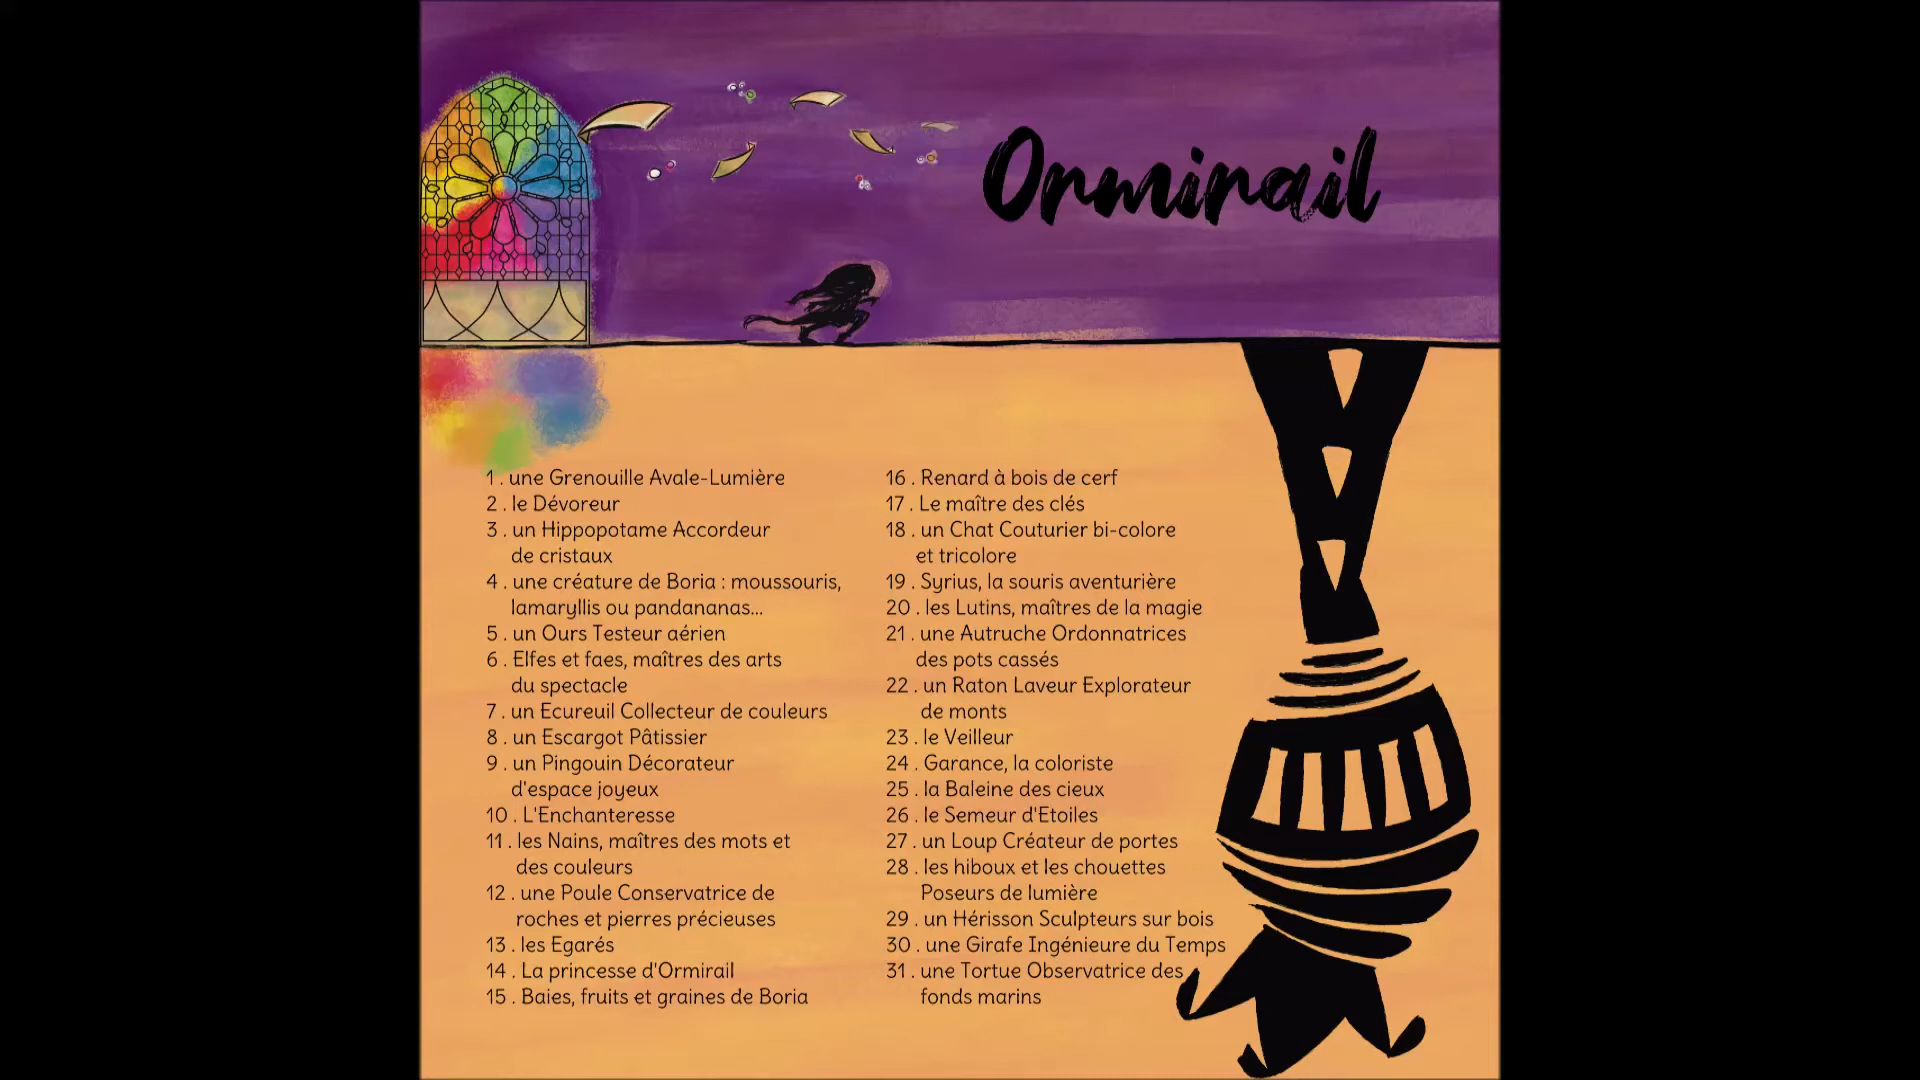 Ormirail
1 . une Grenouille Avale-Lumière
2 . le Dévoreur
3 . un Hippopotame Accordeur
de cristaux
4 . une créature de Boria : moussouris,
lamaryllis ou pandananas...
5 . un Ours Testeur aérien
6 . Elfes et faes, maîtres des arts
du spectacle
7 . un Ecureuil Collecteur de couleurs
8 . un Escargot Pâtissier
9 . un Pingouin Décorateur
d'espace joyeux
10 . L'Enchanteresse
11 . les Nains, maîtres des mots et
des couleurs
12 . une Poule Conservatrice de
roches et pierres précieuses
13 . les Egarés
14 . La princesse d'Ormirail
15 . Baies, fruits et graines de Boria
16 . Renard à bois de cerf
17 . Le maître des clés
18 . un Chat Couturier bi-colore
et tricolore
19 . Syrius, la souris aventurière
20 . les Lutins, maîtres de la magie
21 . une Autruche Ordonnatrices
des pots cassés
22 . un Raton Laveur Explorateur
de monts
23 . le Veilleur
24 . Garance, la coloriste
25 . la Baleine des cieux
26 . le Semeur d'Etoiles
27 . un Loup Créateur de portes
28 . les hiboux et les chouettes
Poseurs de lumière
29 . un Hérisson Sculpteurs sur bois
30 . une Girafe Ingénieure du Temps
31 . une Tortue Observatrice des
fonds marins